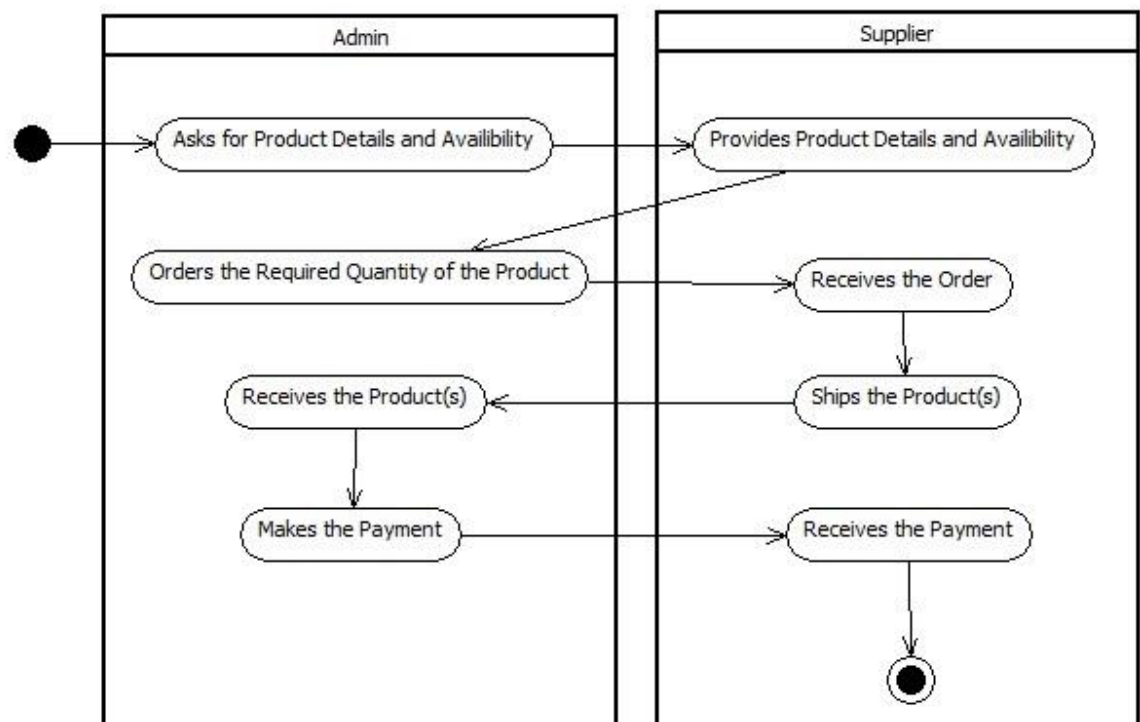 Admin
Supplier
Asks for Product Details and Availibility
Provides Product Details and Availibility
Orders the Required Quantity of the Product
Receives the Order
Receives the Product(s)
Ships the Product(s)
Makes the Payment
Receives the Payment